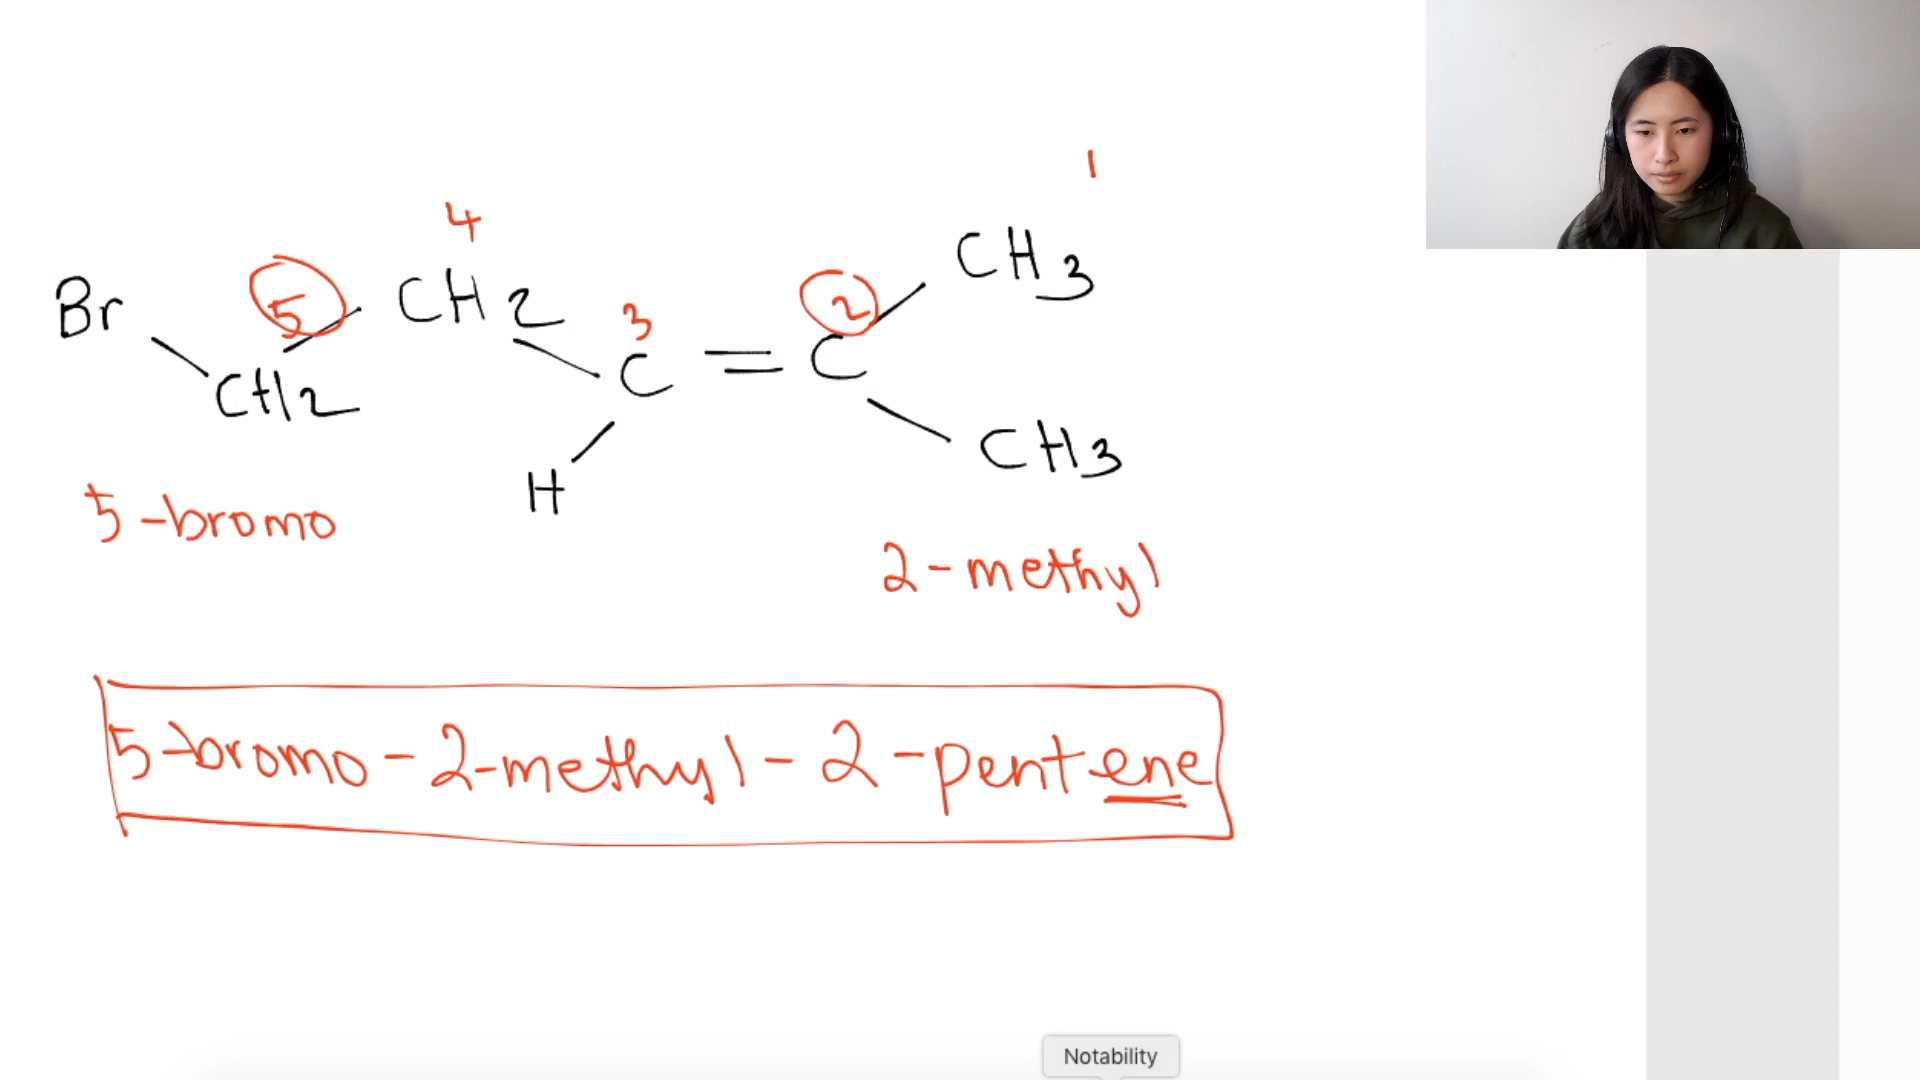 1
4
Br 5 CH2 3 2 CH3
CH2 C = C
H CH3
5-bromo
2-methyl
5-bromo-2-methyl-2-pentene
Notability